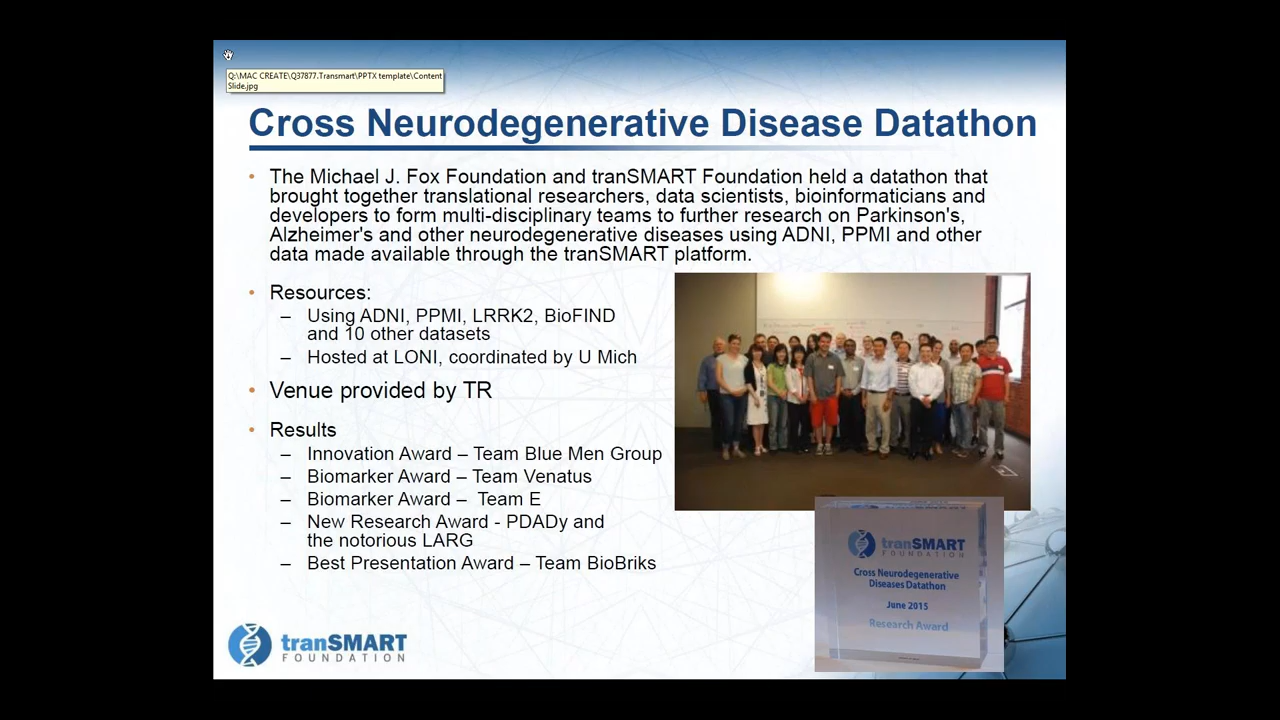 Q:\MAC CREATE\Q37877.Transmart\PPTX template\Content
Slide.jpg
Cross Neurodegenerative Disease Datathon
• The Michael J. Fox Foundation and tranSMART Foundation held a datathon that
brought together translational researchers, data scientists, bioinformaticians and
developers to form multi-disciplinary teams to further research on Parkinson's,
Alzheimer's and other neurodegenerative diseases using ADNI, PPMI and other
data made available through the tranSMART platform.
• Resources:
– Using ADNI, PPMI, LRRK2, BioFIND
and 10 other datasets
– Hosted at LONI, coordinated by U Mich
• Venue provided by TR
• Results
– Innovation Award – Team Blue Men Group
– Biomarker Award – Team Venatus
– Biomarker Award – Team E
– New Research Award - PDADy and
the notorious LARG
– Best Presentation Award – Team BioBriks
tranSMART
FOUNDATION
Cross Neurodegenerative
Diseases Datathon
June 2015
Research Award
tranSMART
FOUNDATION